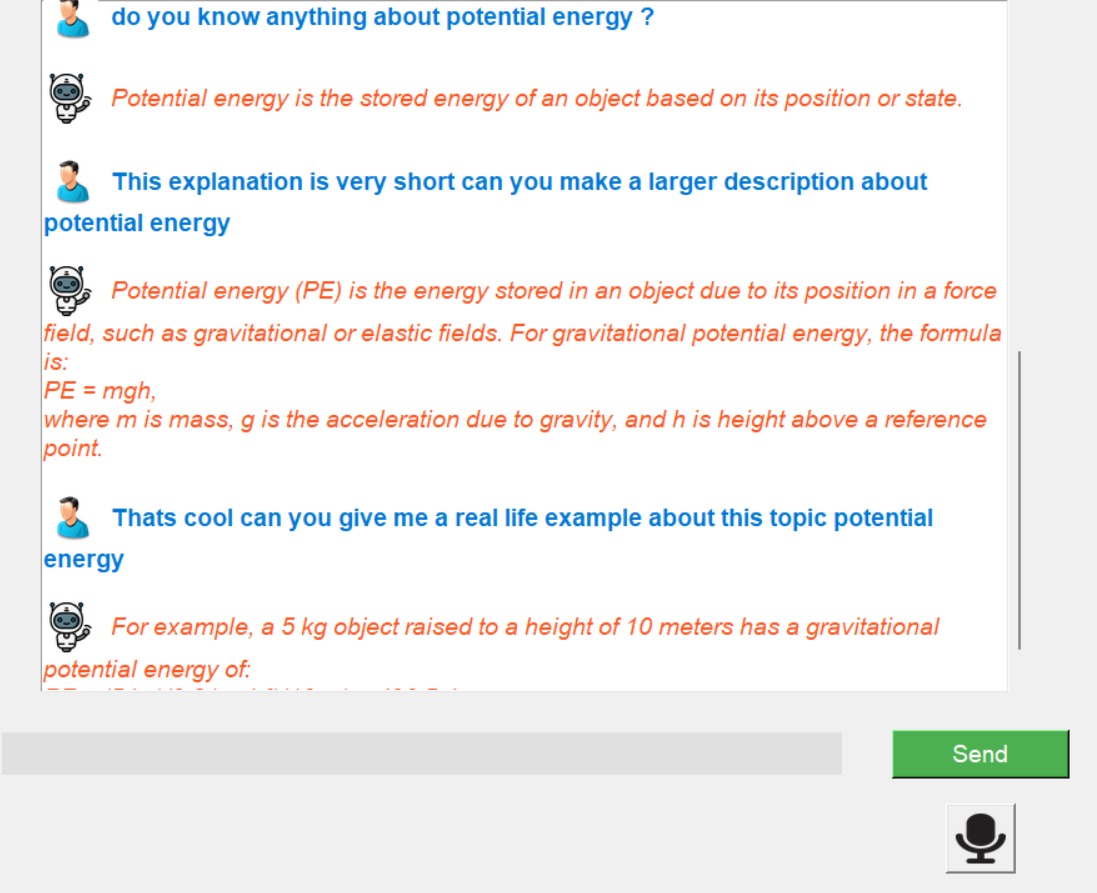 do you know anything about potential energy ?
Potential energy is the stored energy of an object based on its position or state.
This explanation is very short can you make a larger description about
potential energy
Potential energy (PE) is the energy stored in an object due to its position in a force
field, such as gravitational or elastic fields. For gravitational potential energy, the formula
is:
PE = mgh,
where m is mass, g is the acceleration due to gravity, and h is height above a reference
point.
Thats cool can you give me a real life example about this topic potential
energy
For example, a 5 kg object raised to a height of 10 meters has a gravitational
potential energy of:
Send